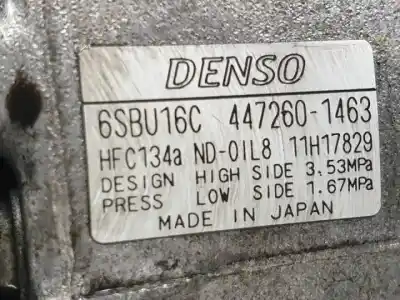 DENSO
6SBU16C 447260-1463
HFC134a ND-OIL8 11H17829
DESIGN HIGH SIDE 3.53MPa
PRESS LOW SIDE 1.67MPa
MADE IN JAPAN